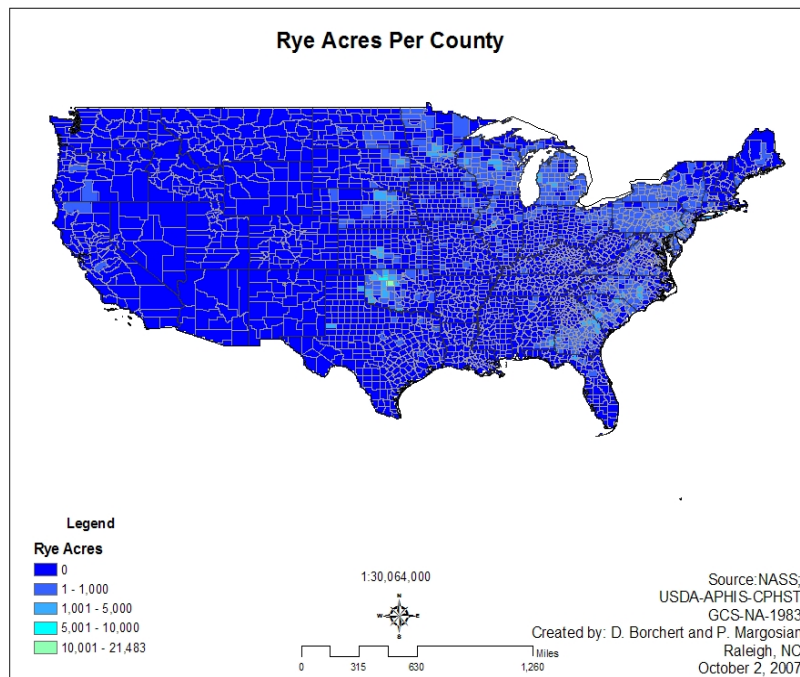 Rye Acres Per County
Legend
Rye Acres
0
1 - 1,000
1,001 - 5,000
5,001 - 10,000
10,001 - 21,483
1:30,064,000
N
W E
S
Miles
0 315 630 1,260
Source:NASS;
USDA-APHIS-CPHST
GCS-NA-1983
Created by: D. Borchert and P. Margosian
Raleigh, NC
October 2, 2007